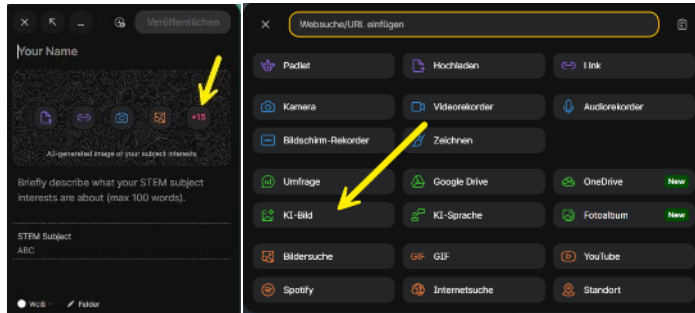 Veröffentlichen
Your Name
+15
AI-generated image of your subject interests
Briefly describe what your STEM subject
interests are about (max 100 words).
STEM Subject
ABC
Weiß
Felder
Websuche/URL einfügen
Padlet
Hochladen
Link
Kamera
Videorekorder
Audiorekorder
Bildschirm-Rekorder
Zeichnen
Umfrage
Google Drive
OneDrive New
KI-Bild
KI-Sprache
Fotoalbum New
Bildersuche
GIF GIF
YouTube
Spotify
Internetsuche
Standort